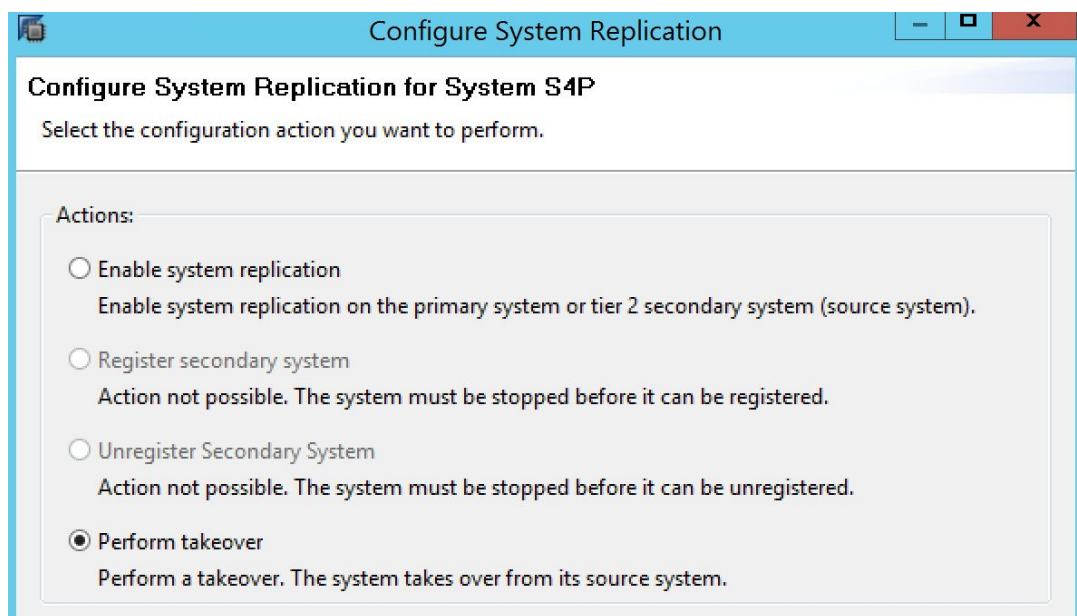 Configure System Replication
Configure System Replication for System S4P
Select the configuration action you want to perform.
Actions:
Enable system replication
Enable system replication on the primary system or tier 2 secondary system (source system).
Register secondary system
Action not possible. The system must be stopped before it can be registered.
Unregister Secondary System
Action not possible. The system must be stopped before it can be unregistered.
Perform takeover
Perform a takeover. The system takes over from its source system.